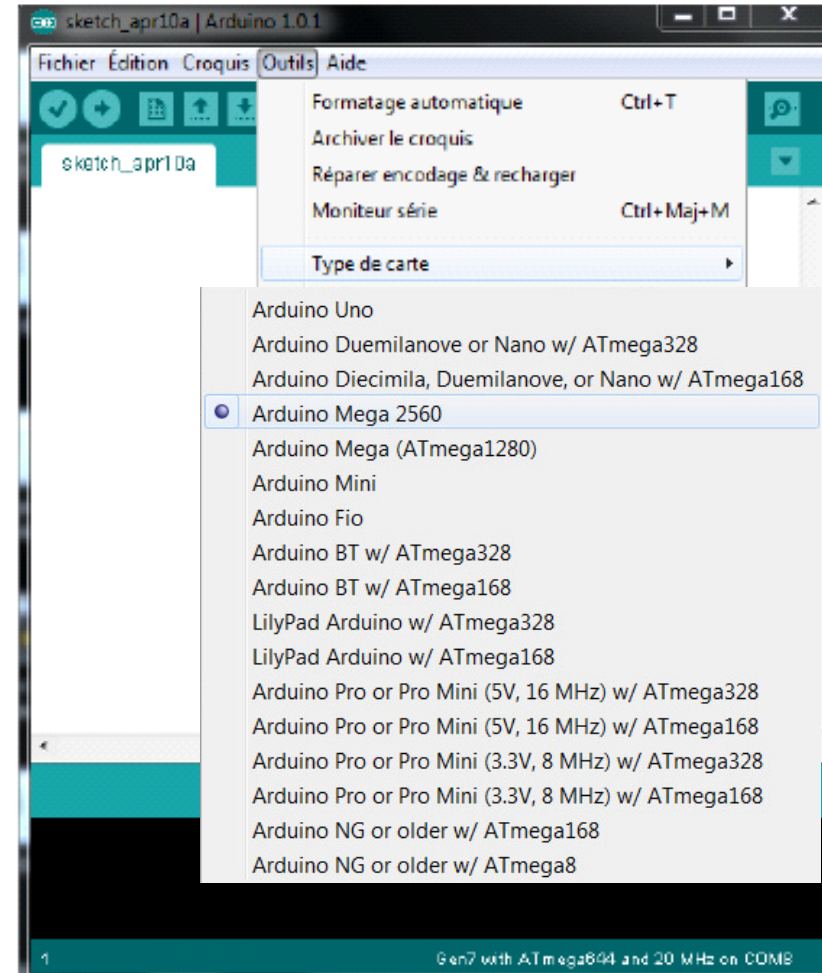 sketch_apr10a | Arduino 1.0.1
Fichier Édition Croquis Outils Aide
Formatage automatique Ctrl+T
Archiver le croquis
sketch_apr10a
Réparer encodage & recharger
Moniteur série Ctrl+Maj+M
Type de carte
Arduino Uno
Arduino Duemilanove or Nano w/ ATmega328
Arduino Diecimila, Duemilanove, or Nano w/ ATmega168
Arduino Mega 2560
Arduino Mega (ATmega1280)
Arduino Mini
Arduino Fio
Arduino BT w/ ATmega328
Arduino BT w/ ATmega168
LilyPad Arduino w/ ATmega328
LilyPad Arduino w/ ATmega168
Arduino Pro or Pro Mini (5V, 16 MHz) w/ ATmega328
Arduino Pro or Pro Mini (5V, 16 MHz) w/ ATmega168
Arduino Pro or Pro Mini (3.3V, 8 MHz) w/ ATmega328
Arduino Pro or Pro Mini (3.3V, 8 MHz) w/ ATmega168
Arduino NG or older w/ ATmega168
Arduino NG or older w/ ATmega8
1 Gen7 with ATmega644 and 20 MHz on COM8